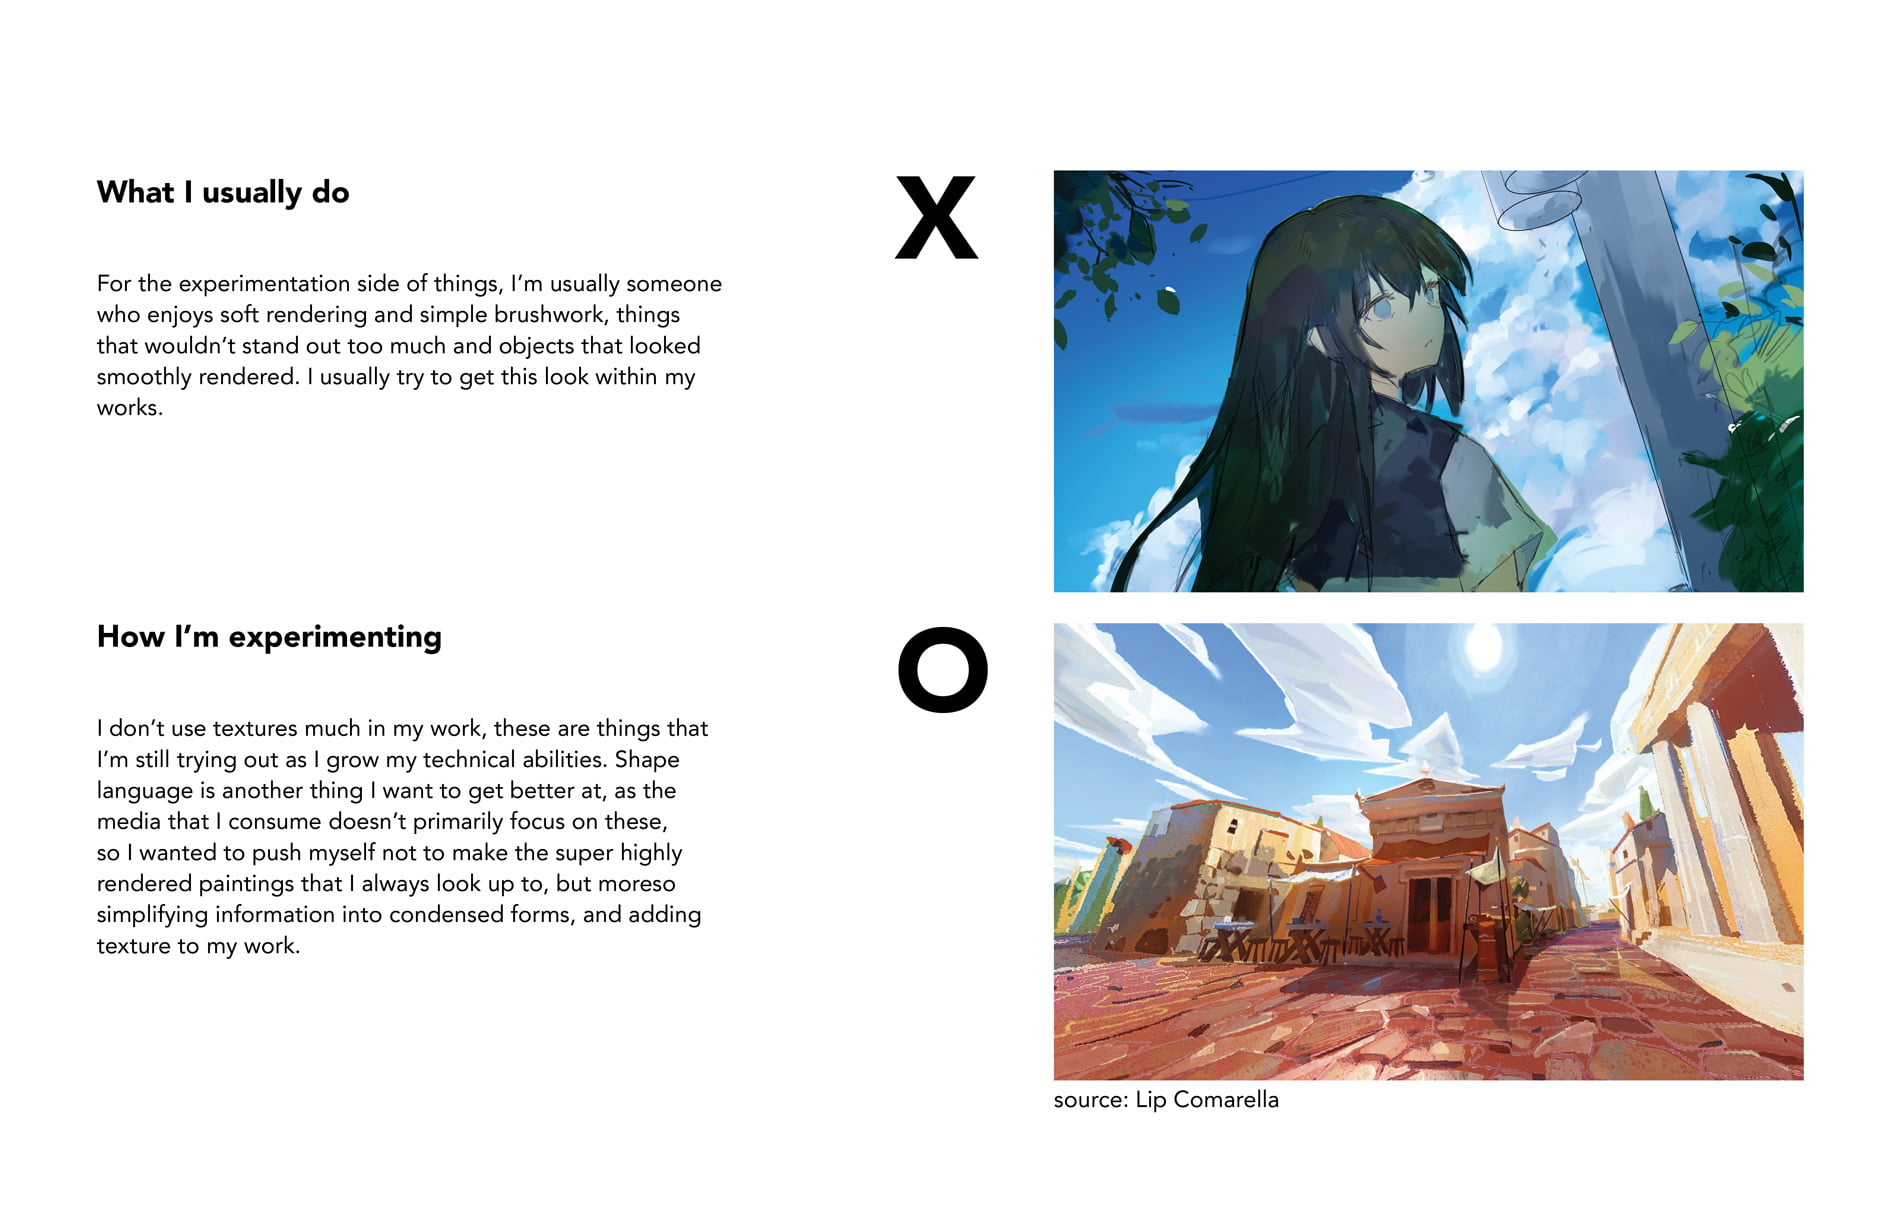 What I usually do
X
For the experimentation side of things, I’m usually someone
who enjoys soft rendering and simple brushwork, things
that wouldn’t stand out too much and objects that looked
smoothly rendered. I usually try to get this look within my
works.
How I’m experimenting
O
I don’t use textures much in my work, these are things that
I’m still trying out as I grow my technical abilities. Shape
language is another thing I want to get better at, as the
media that I consume doesn’t primarily focus on these,
so I wanted to push myself not to make the super highly
rendered paintings that I always look up to, but moreso
simplifying information into condensed forms, and adding
texture to my work.
source: Lip Comarella